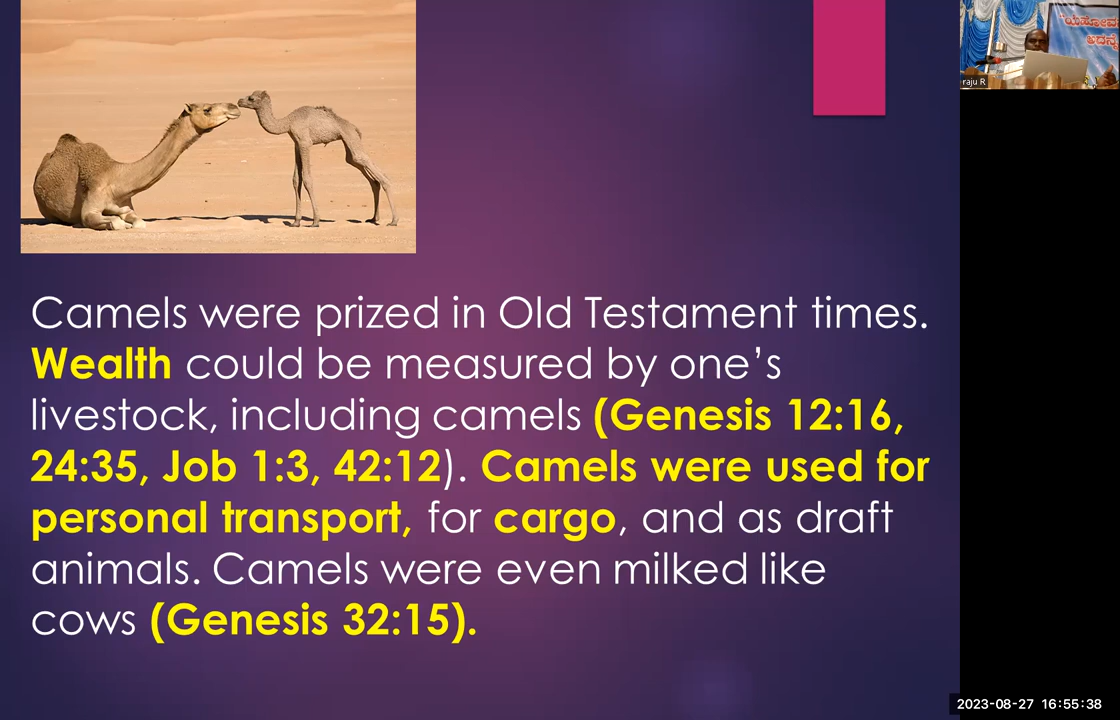 Camels were prized in Old Testament times.
Wealth could be measured by one’s
livestock, including camels (Genesis 12:16,
24:35, Job 1:3, 42:12). Camels were used for
personal transport, for cargo, and as draft
animals. Camels were even milked like
cows (Genesis 32:15).
raju R
2023-08-27 16:55:38